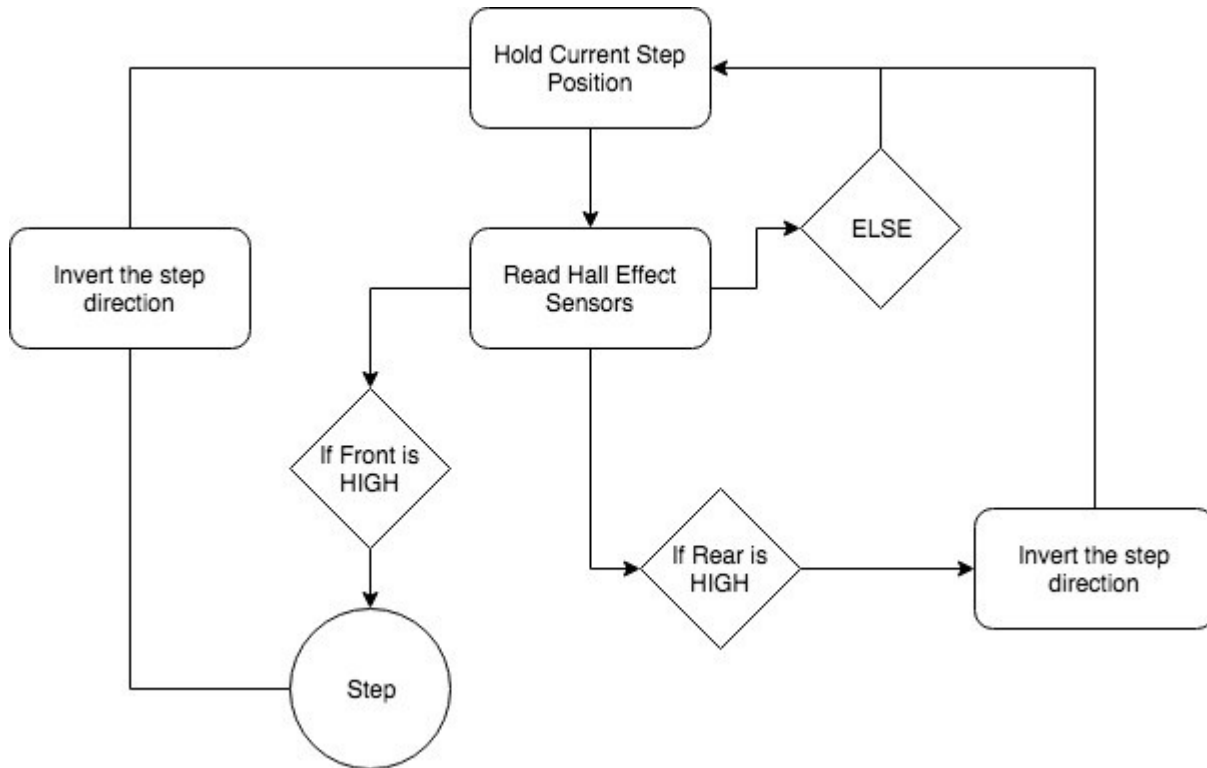 Hold Current Step
Position
ELSE
Invert the step
direction
Read Hall Effect
Sensors
If Front is
HIGH
If Rear is
HIGH
Invert the step
direction
Step